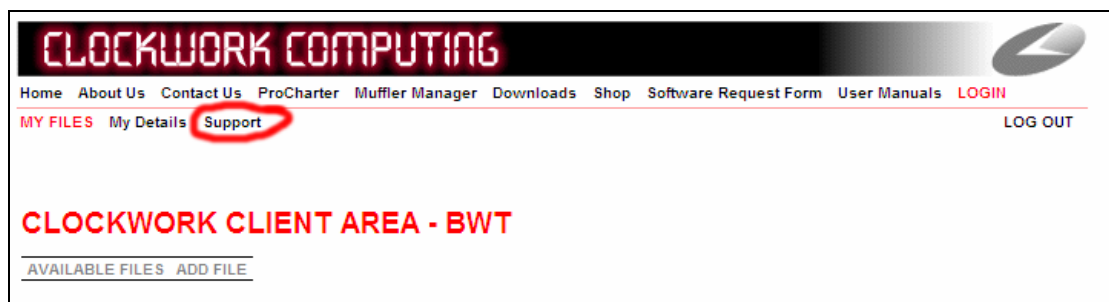 CLOCKWORK COMPUTING
Home About Us Contact Us ProCharter Muffler Manager Downloads Shop Software Request Form User Manuals LOGIN
MY FILES My Details Support LOG OUT
CLOCKWORK CLIENT AREA - BWT
AVAILABLE FILES ADD FILE